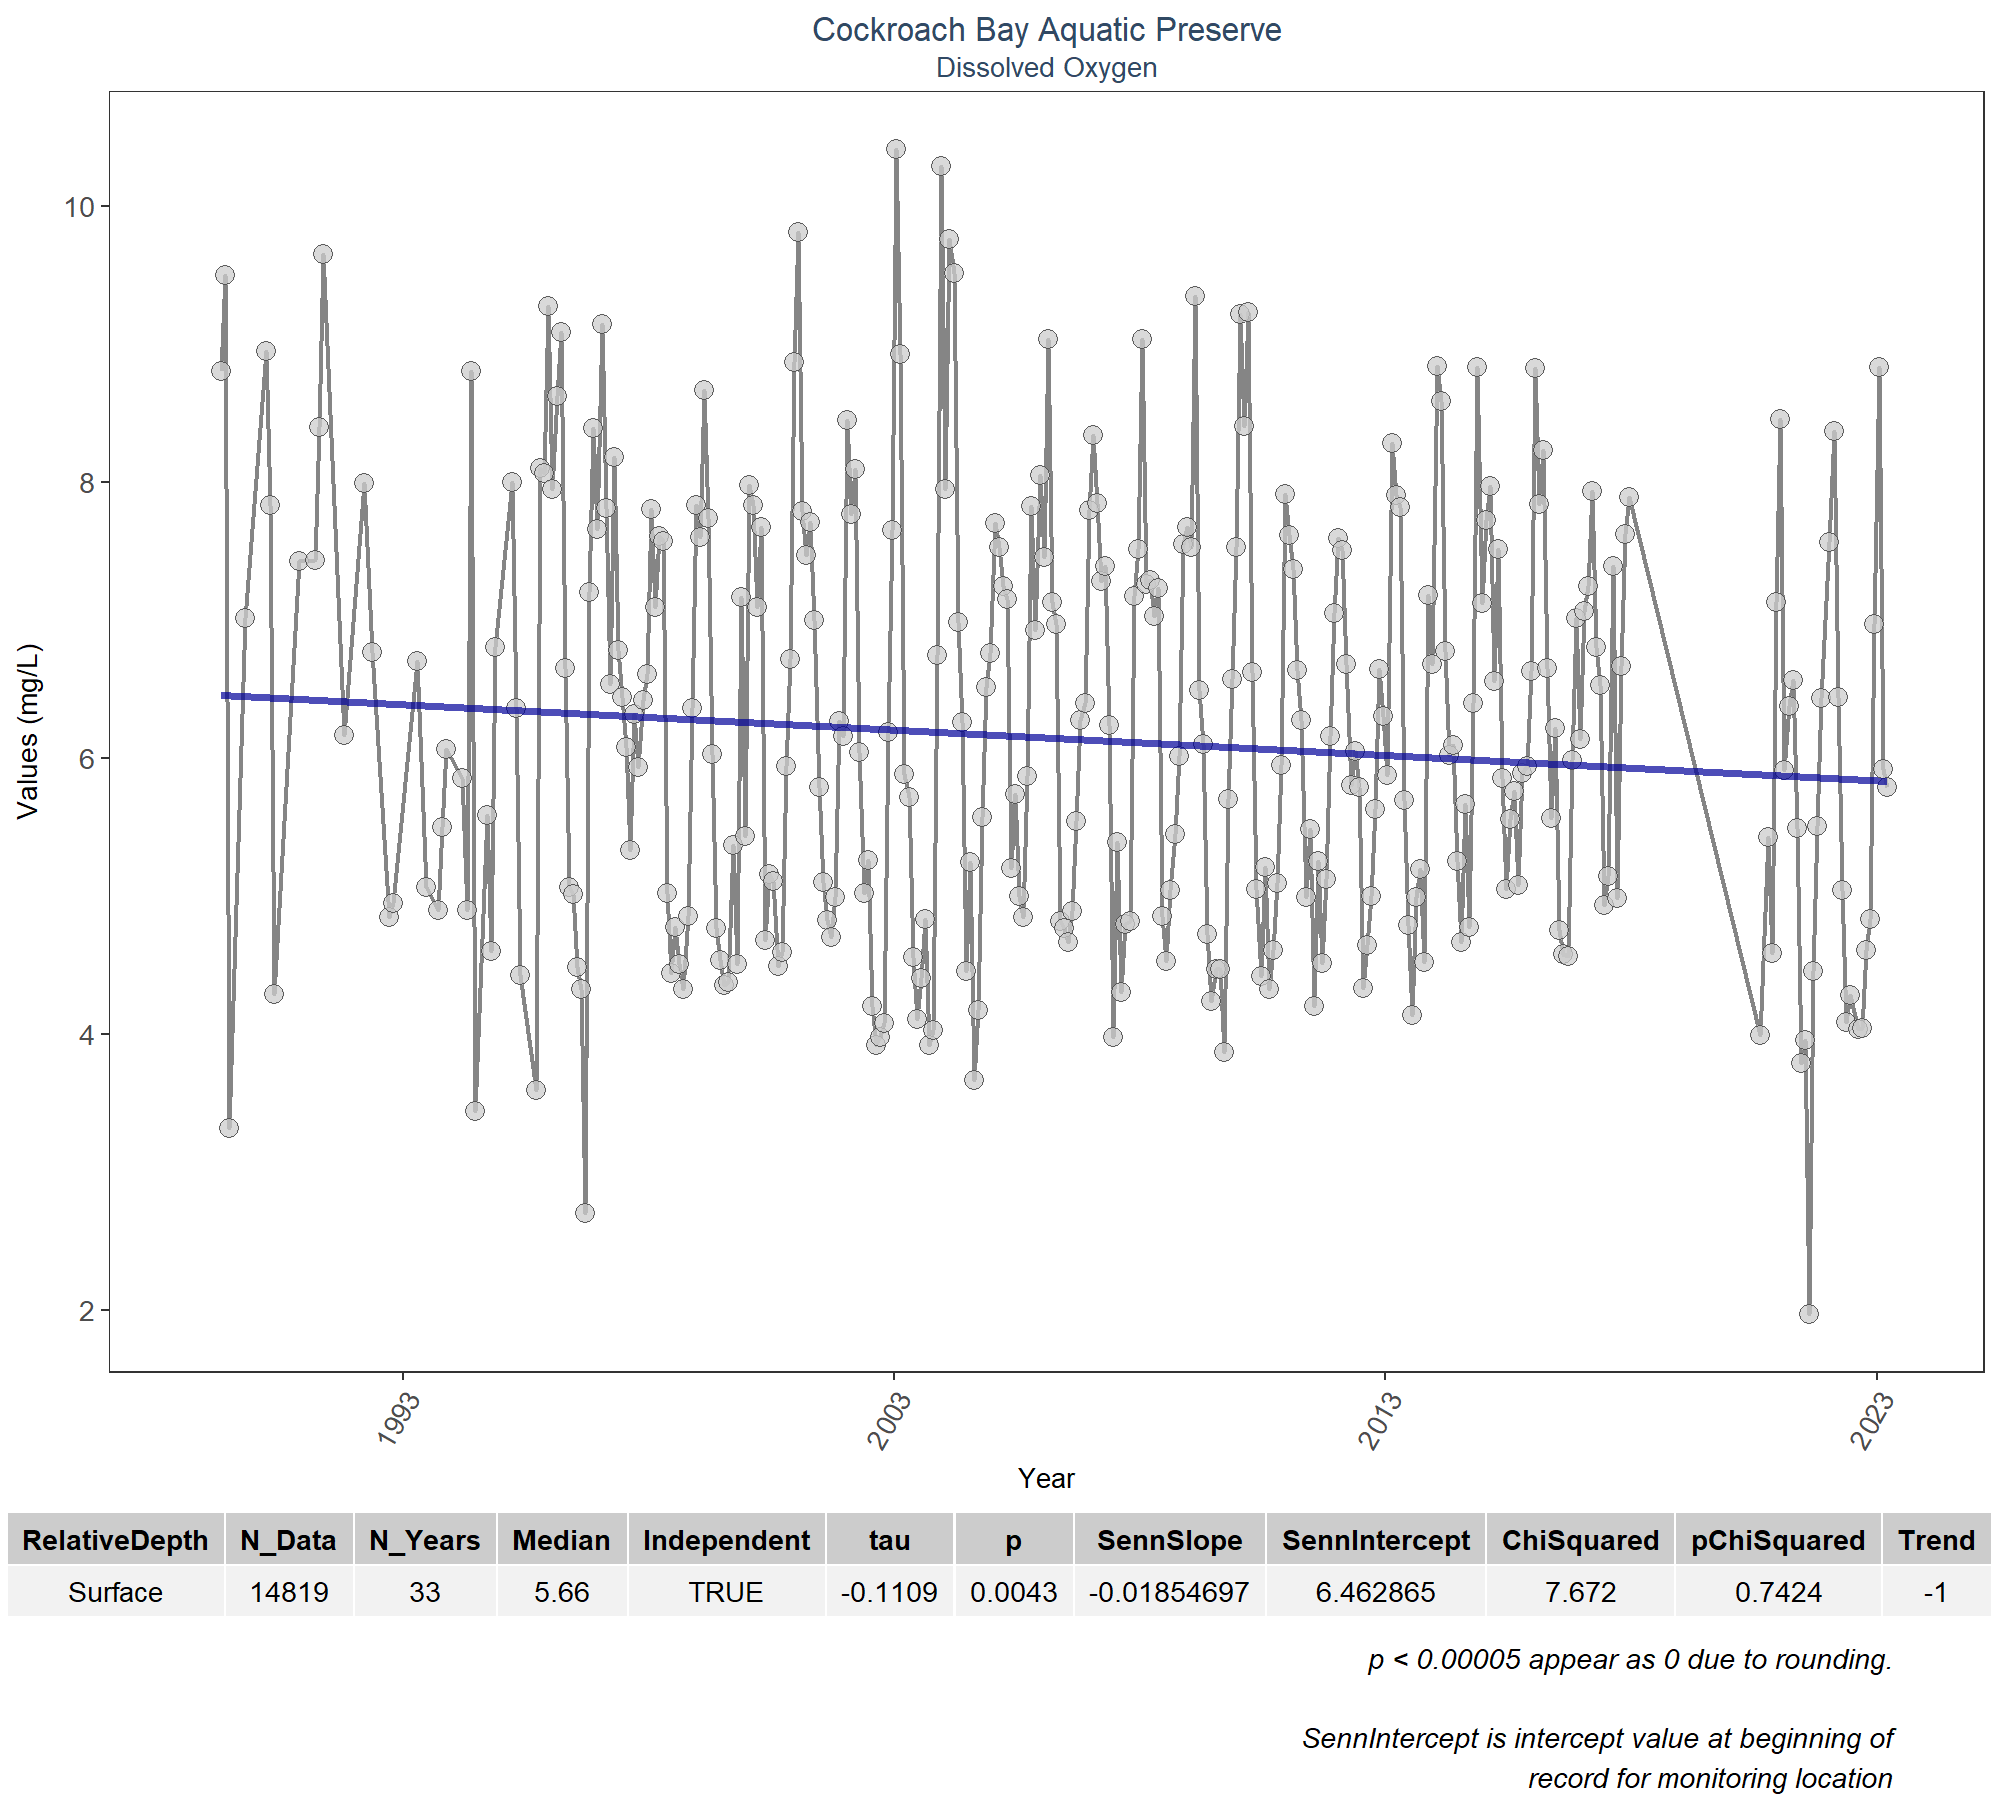 Cockroach Bay Aquatic Preserve
Dissolved Oxygen
Values (mg/L)
10
8
6
4
2
1993
2003
2013
2023
Year
RelativeDepth N_Data N_Years Median Independent tau p SennSlope SennIntercept ChiSquared pChiSquared Trend
Surface 14819 33 5.66 TRUE -0.1109 0.0043 -0.01854697 6.462865 7.672 0.7424 -1
p < 0.00005 appear as 0 due to rounding.
SennIntercept is intercept value at beginning of
record for monitoring location